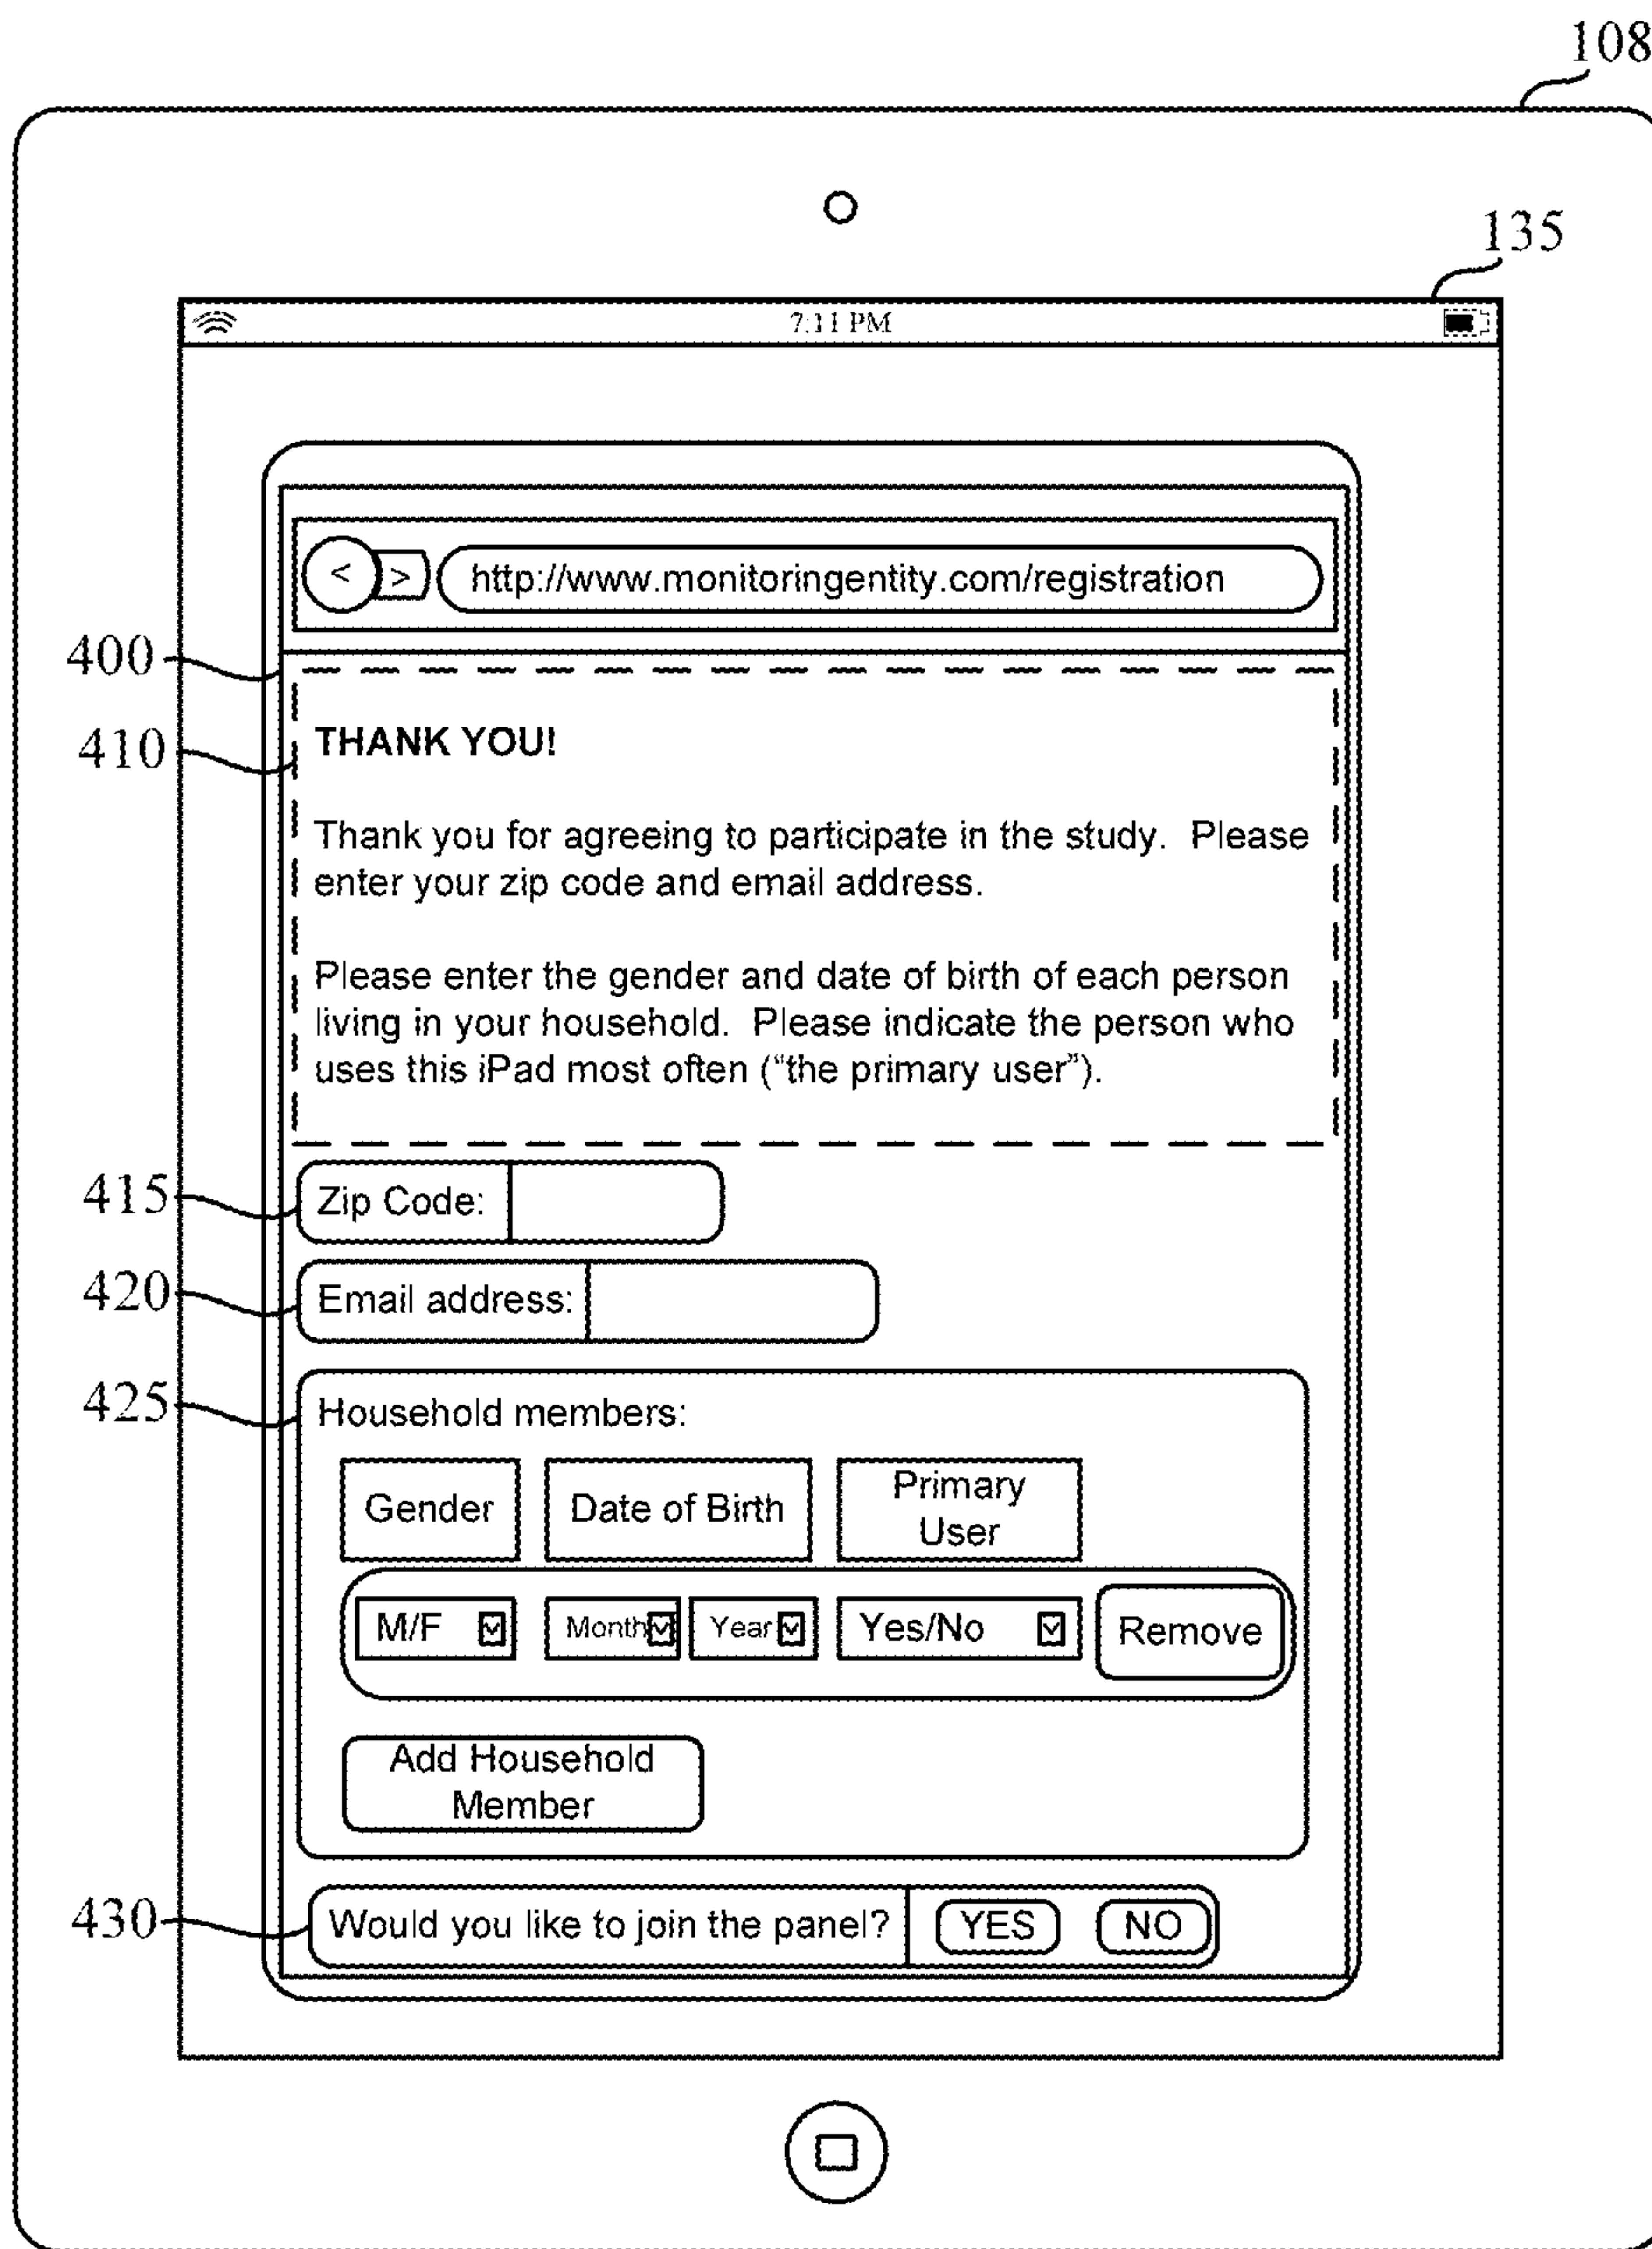 108
135
7:11 PM
< > http://www.monitoringentity.com/registration
400
410
THANK YOU!
Thank you for agreeing to participate in the study. Please
enter your zip code and email address.
Please enter the gender and date of birth of each person
living in your household. Please indicate the person who
uses this iPad most often (“the primary user”).
415
Zip Code:
420
Email address:
425
Household members:
Gender Date of Birth Primary
User
M/F Month Year Yes/No Remove
Add Household
Member
430
Would you like to join the panel? YES NO